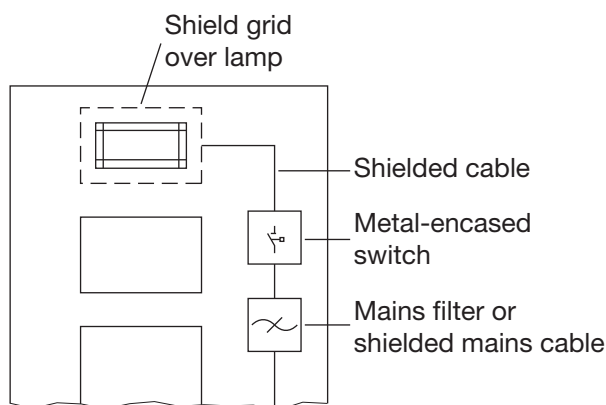 Shield grid
over lamp
Shielded cable
Metal-encased
switch
Mains filter or
shielded mains cable